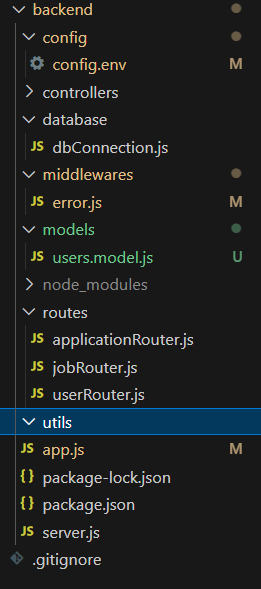 backend
config
config.env M
controllers
database
JS dbConnection.js
middlewares
JS error.js M
models
JS users.model.js U
node_modules
routes
JS applicationRouter.js
JS jobRouter.js
JS userRouter.js
utils
JS app.js M
{} package-lock.json
{} package.json
JS server.js
.gitignore